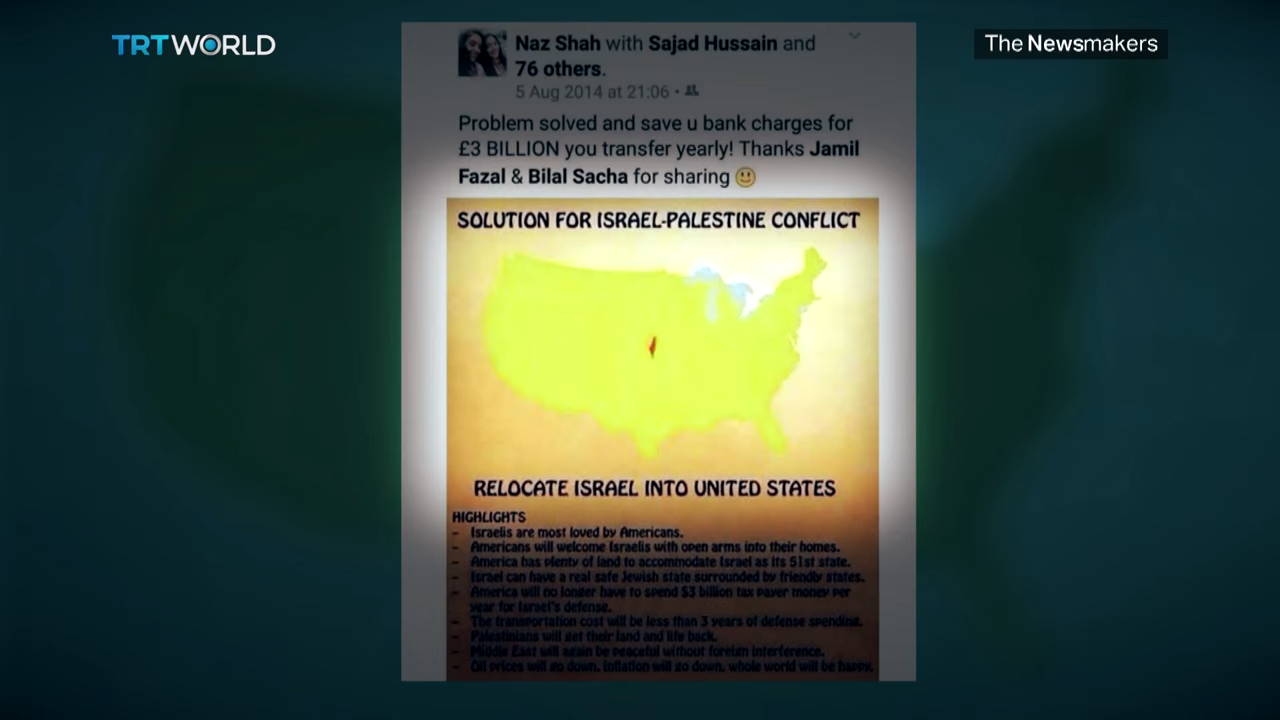 TRT WORLD
The Newsmakers
Naz Shah with Sajad Hussain and
76 others.
5 Aug 2014 at 21:06 •
Problem solved and save u bank charges for
£3 BILLION you transfer yearly! Thanks Jamil
Fazal & Bilal Sacha for sharing 🙂
SOLUTION FOR ISRAEL-PALESTINE CONFLICT
RELOCATE ISRAEL INTO UNITED STATES
HIGHLIGHTS
- Israelis are most loved by Americans.
- Americans will welcome Israelis with open arms into their homes.
- America has plenty of land to accommodate Israel as its 51st state.
- Israel can have a real safe Jewish state surrounded by friendly states.
- America will no longer have to spend $3 billion tax payer money per
year for Israel's defense.
- The transportation cost will be less than 3 years of defense spending.
- Palestinians will get their land and life back.
- Middle East will again be peaceful without foreign interference.
- Oil prices will go down, inflation will go down, whole world will be happy.